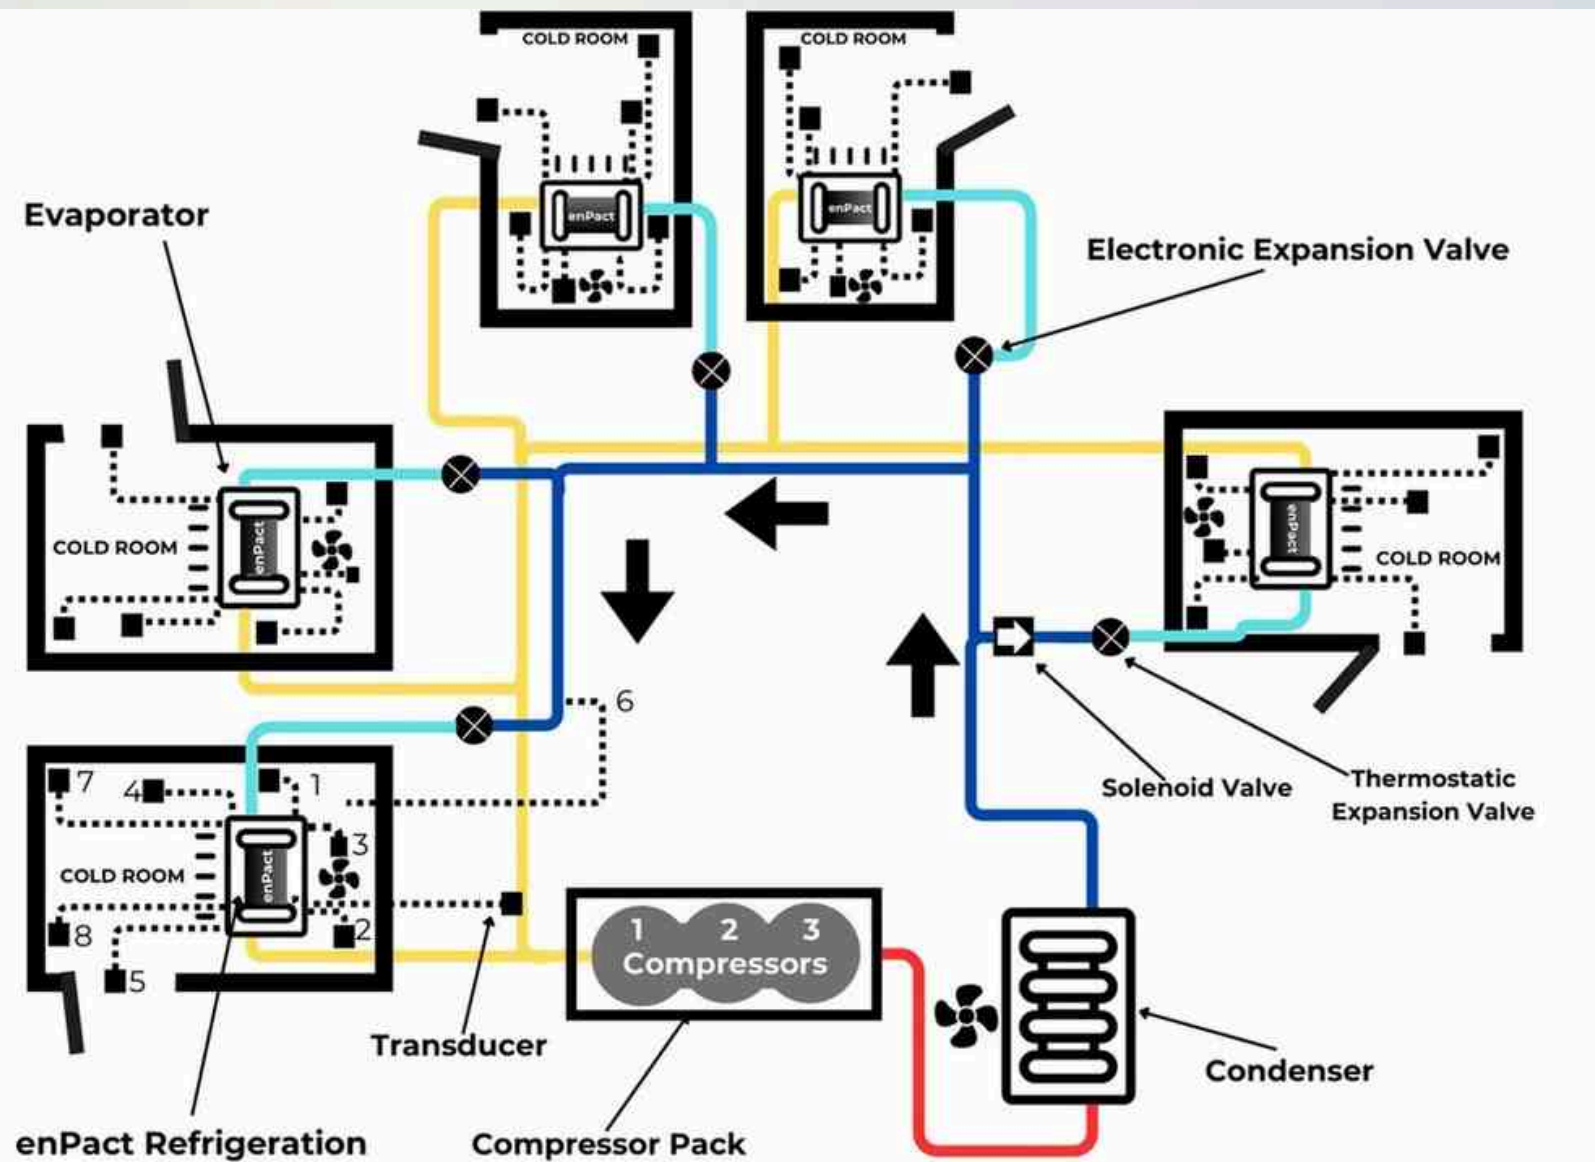 COLD ROOM
COLD ROOM
enPact
enPact
Evaporator
Electronic Expansion Valve
enPact
COLD ROOM
enPact
COLD ROOM
6
Solenoid Valve
Thermostatic
Expansion Valve
7
4
1
3
enPact
COLD ROOM
8
2
5
1 2 3
Compressors
Transducer
Condenser
enPact Refrigeration
Compressor Pack